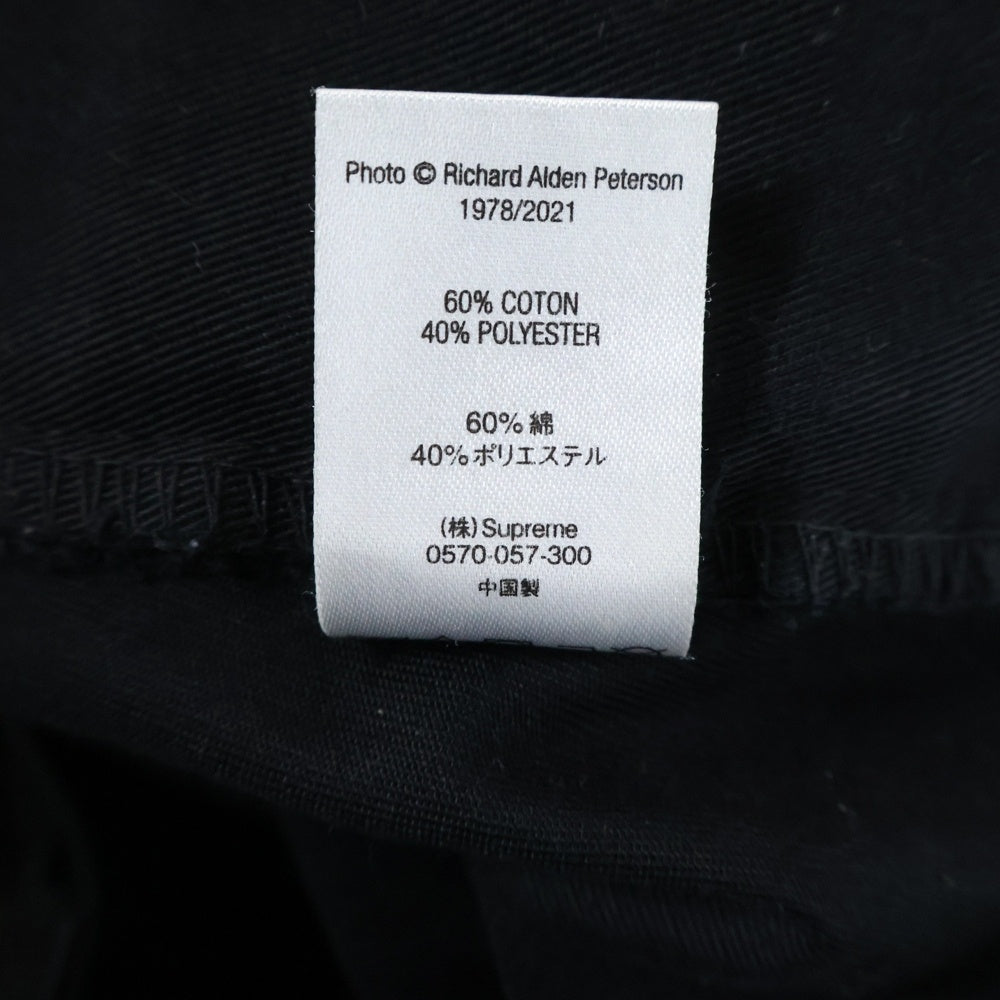 Photo © Richard Alden Peterson
1978/2021
60% COTON
40% POLYESTER
60% 綿
40%ポリエステル
(株)Supreme
0570-057-300
中国製